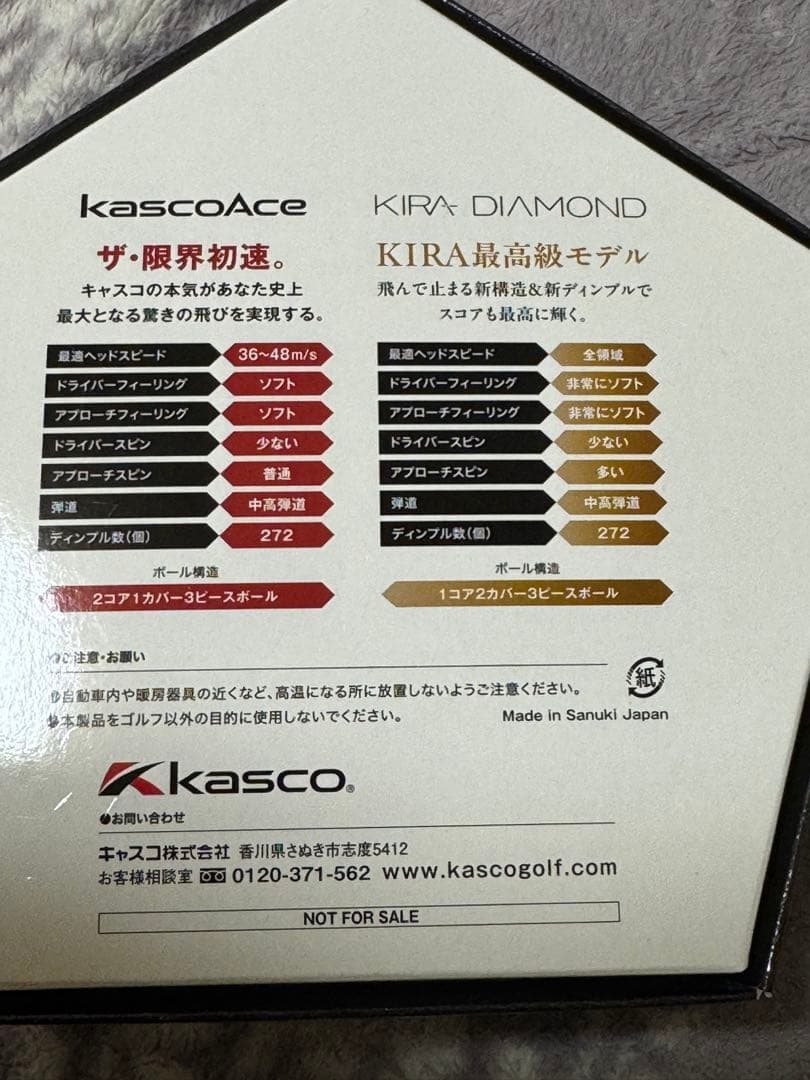 kascoAce
ザ・限界初速。
キャスコの本気があなた史上
最大となる驚きの飛びを実現する。
最適ヘッドスピード 36〜48m/s
ドライバーフィーリング ソフト
アプローチフィーリング ソフト
ドライバースピン 少ない
アプローチスピン 普通
弾道 中高弾道
ディンプル数(個) 272
ボール構造
2コア1カバー3ピースボール
KIRA DIAMOND
KIRA最高級モデル
飛んで止まる新構造&新ディンプルで
スコアも最高に輝く。
最適ヘッドスピード 全領域
ドライバーフィーリング 非常にソフト
アプローチフィーリング 非常にソフト
ドライバースピン 少ない
アプローチスピン 多い
弾道 中高弾道
ディンプル数(個) 272
ボール構造
1コア2カバー3ピースボール
ご注意・お願い
自動車内や暖房器具の近くなど、高温になる所に放置しないようご注意ください。
本製品をゴルフ以外の目的に使用しないでください。
紙
Made in Sanuki Japan
kasco®
お問い合わせ
キャスコ株式会社 香川県さぬき市志度5412
お客様相談室 0120-371-562 www.kascogolf.com
NOT FOR SALE